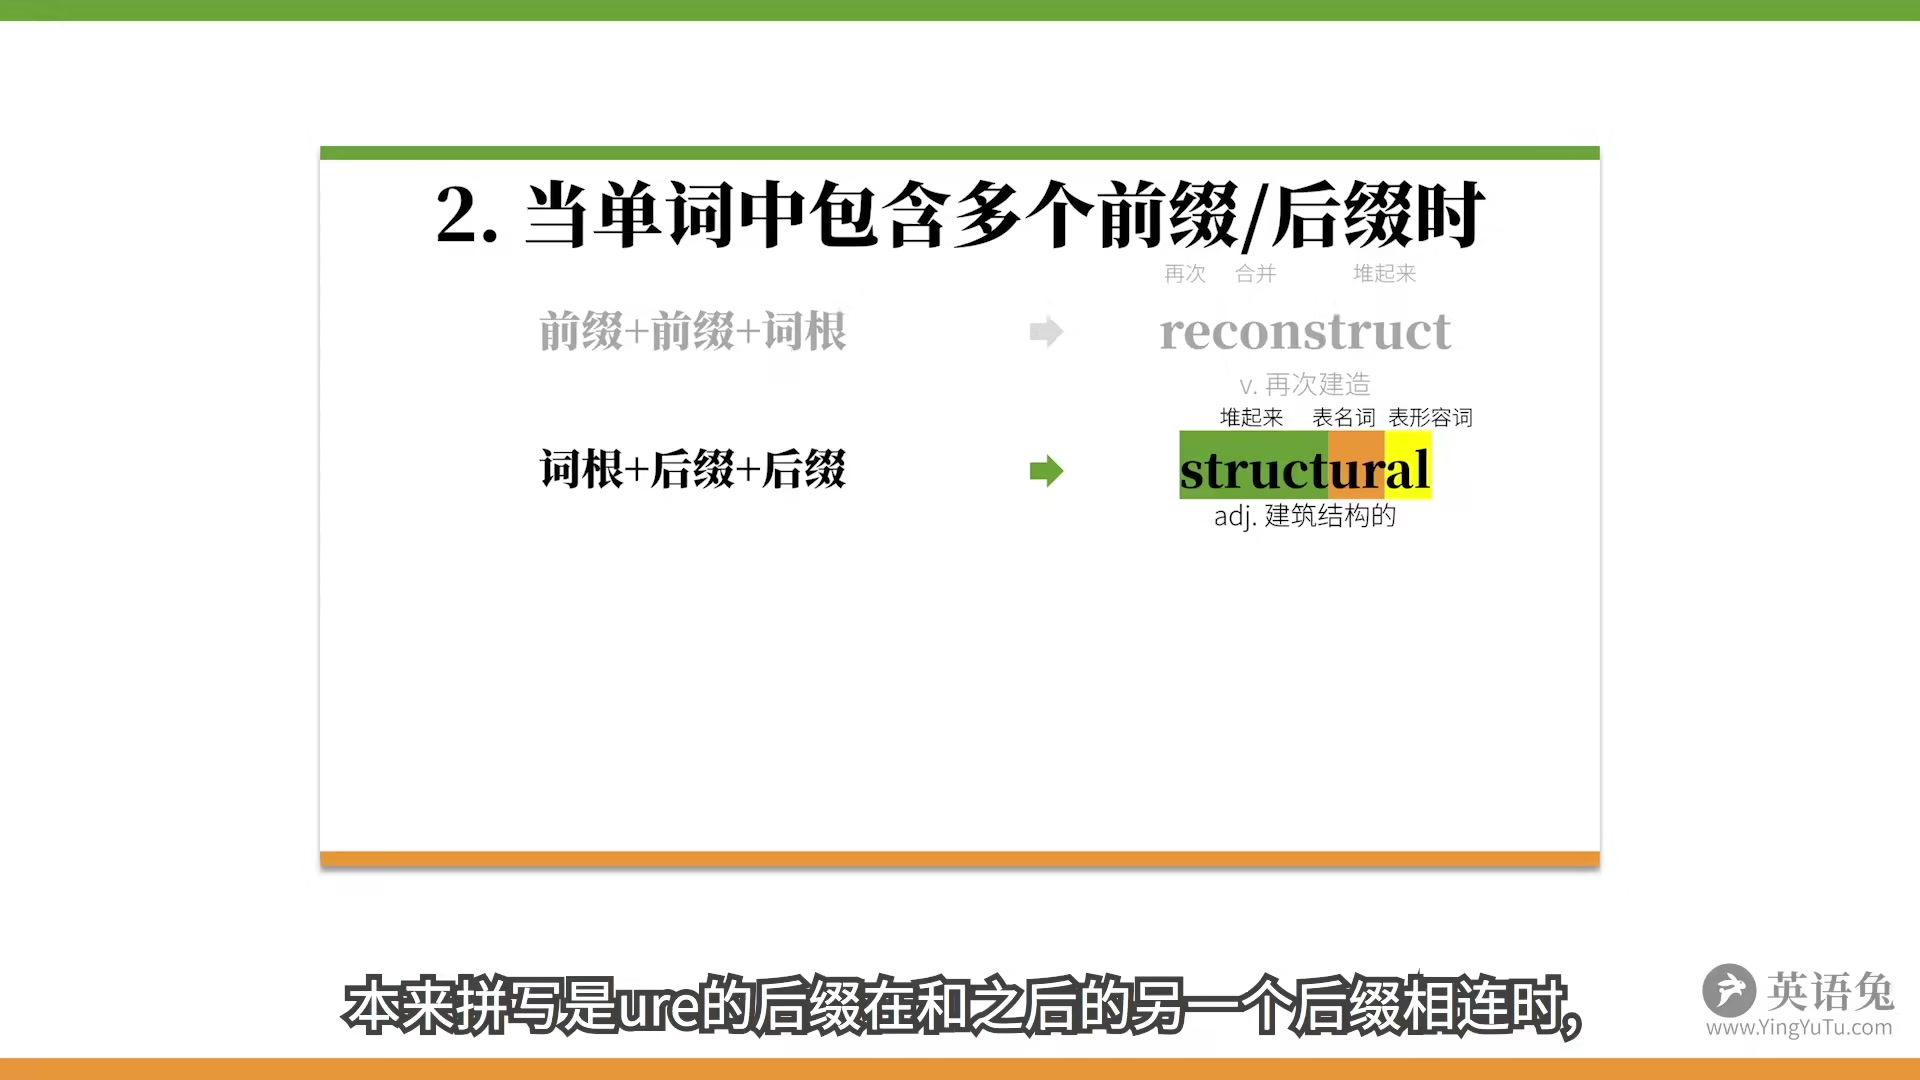 2. 当单词中包含多个前缀/后缀时
再次 合并 堆起来
前缀+前缀+词根 reconstruct
v. 再次建造
堆起来 表名词 表形容词
词根+后缀+后缀 structural
adj. 建筑结构的
本来拼写是ure的后缀在和之后的另一个后缀相连时,
英语兔
www.YingYuTu.com